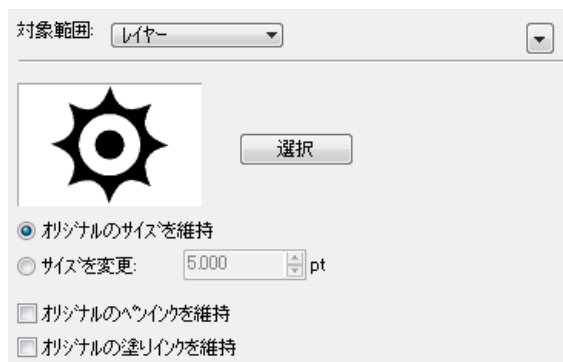 対象範囲: レイヤー
選択
オリジナルのサイズを維持
サイズを変更: 5.000 pt
オリジナルのペンインクを維持
オリジナルの塗りインクを維持